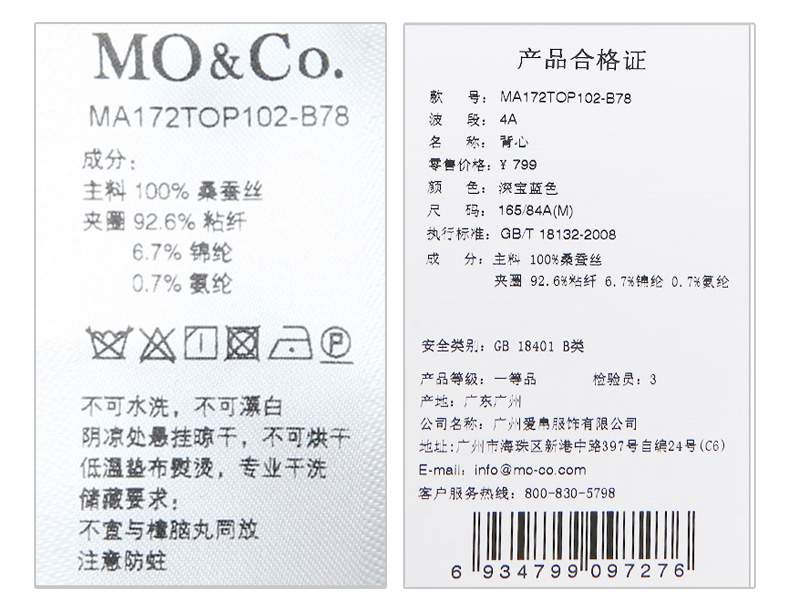 MO&Co.
MA172TOP102-B78
成分：
主料 100% 桑蚕丝
夹圈 92.6% 粘纤
6.7% 锦纶
0.7% 氨纶
不可水洗，不可漂白
阴凉处悬挂晾干，不可烘干
低温垫布熨烫，专业干洗
储藏要求：
不宜与樟脑丸同放
注意防蛀
产品合格证
款 号：MA172TOP102-B78
波 段：4A
名 称：背心
零售价格：¥ 799
颜 色：深宝蓝色
尺 码：165/84A(M)
执行标准：GB/T 18132-2008
成 分：主料 100%桑蚕丝
夹圈 92.6%粘纤 6.7%锦纶 0.7%氨纶
安全类别：GB 18401 B类
产品等级：一等品 检验员：3
产地：广东广州
公司名称：广州爱帛服饰有限公司
地址:广州市海珠区新港中路397号自编24号(C6)
E-mail：info@mo-co.com
客户服务热线：800-830-5798
6 934799 097276